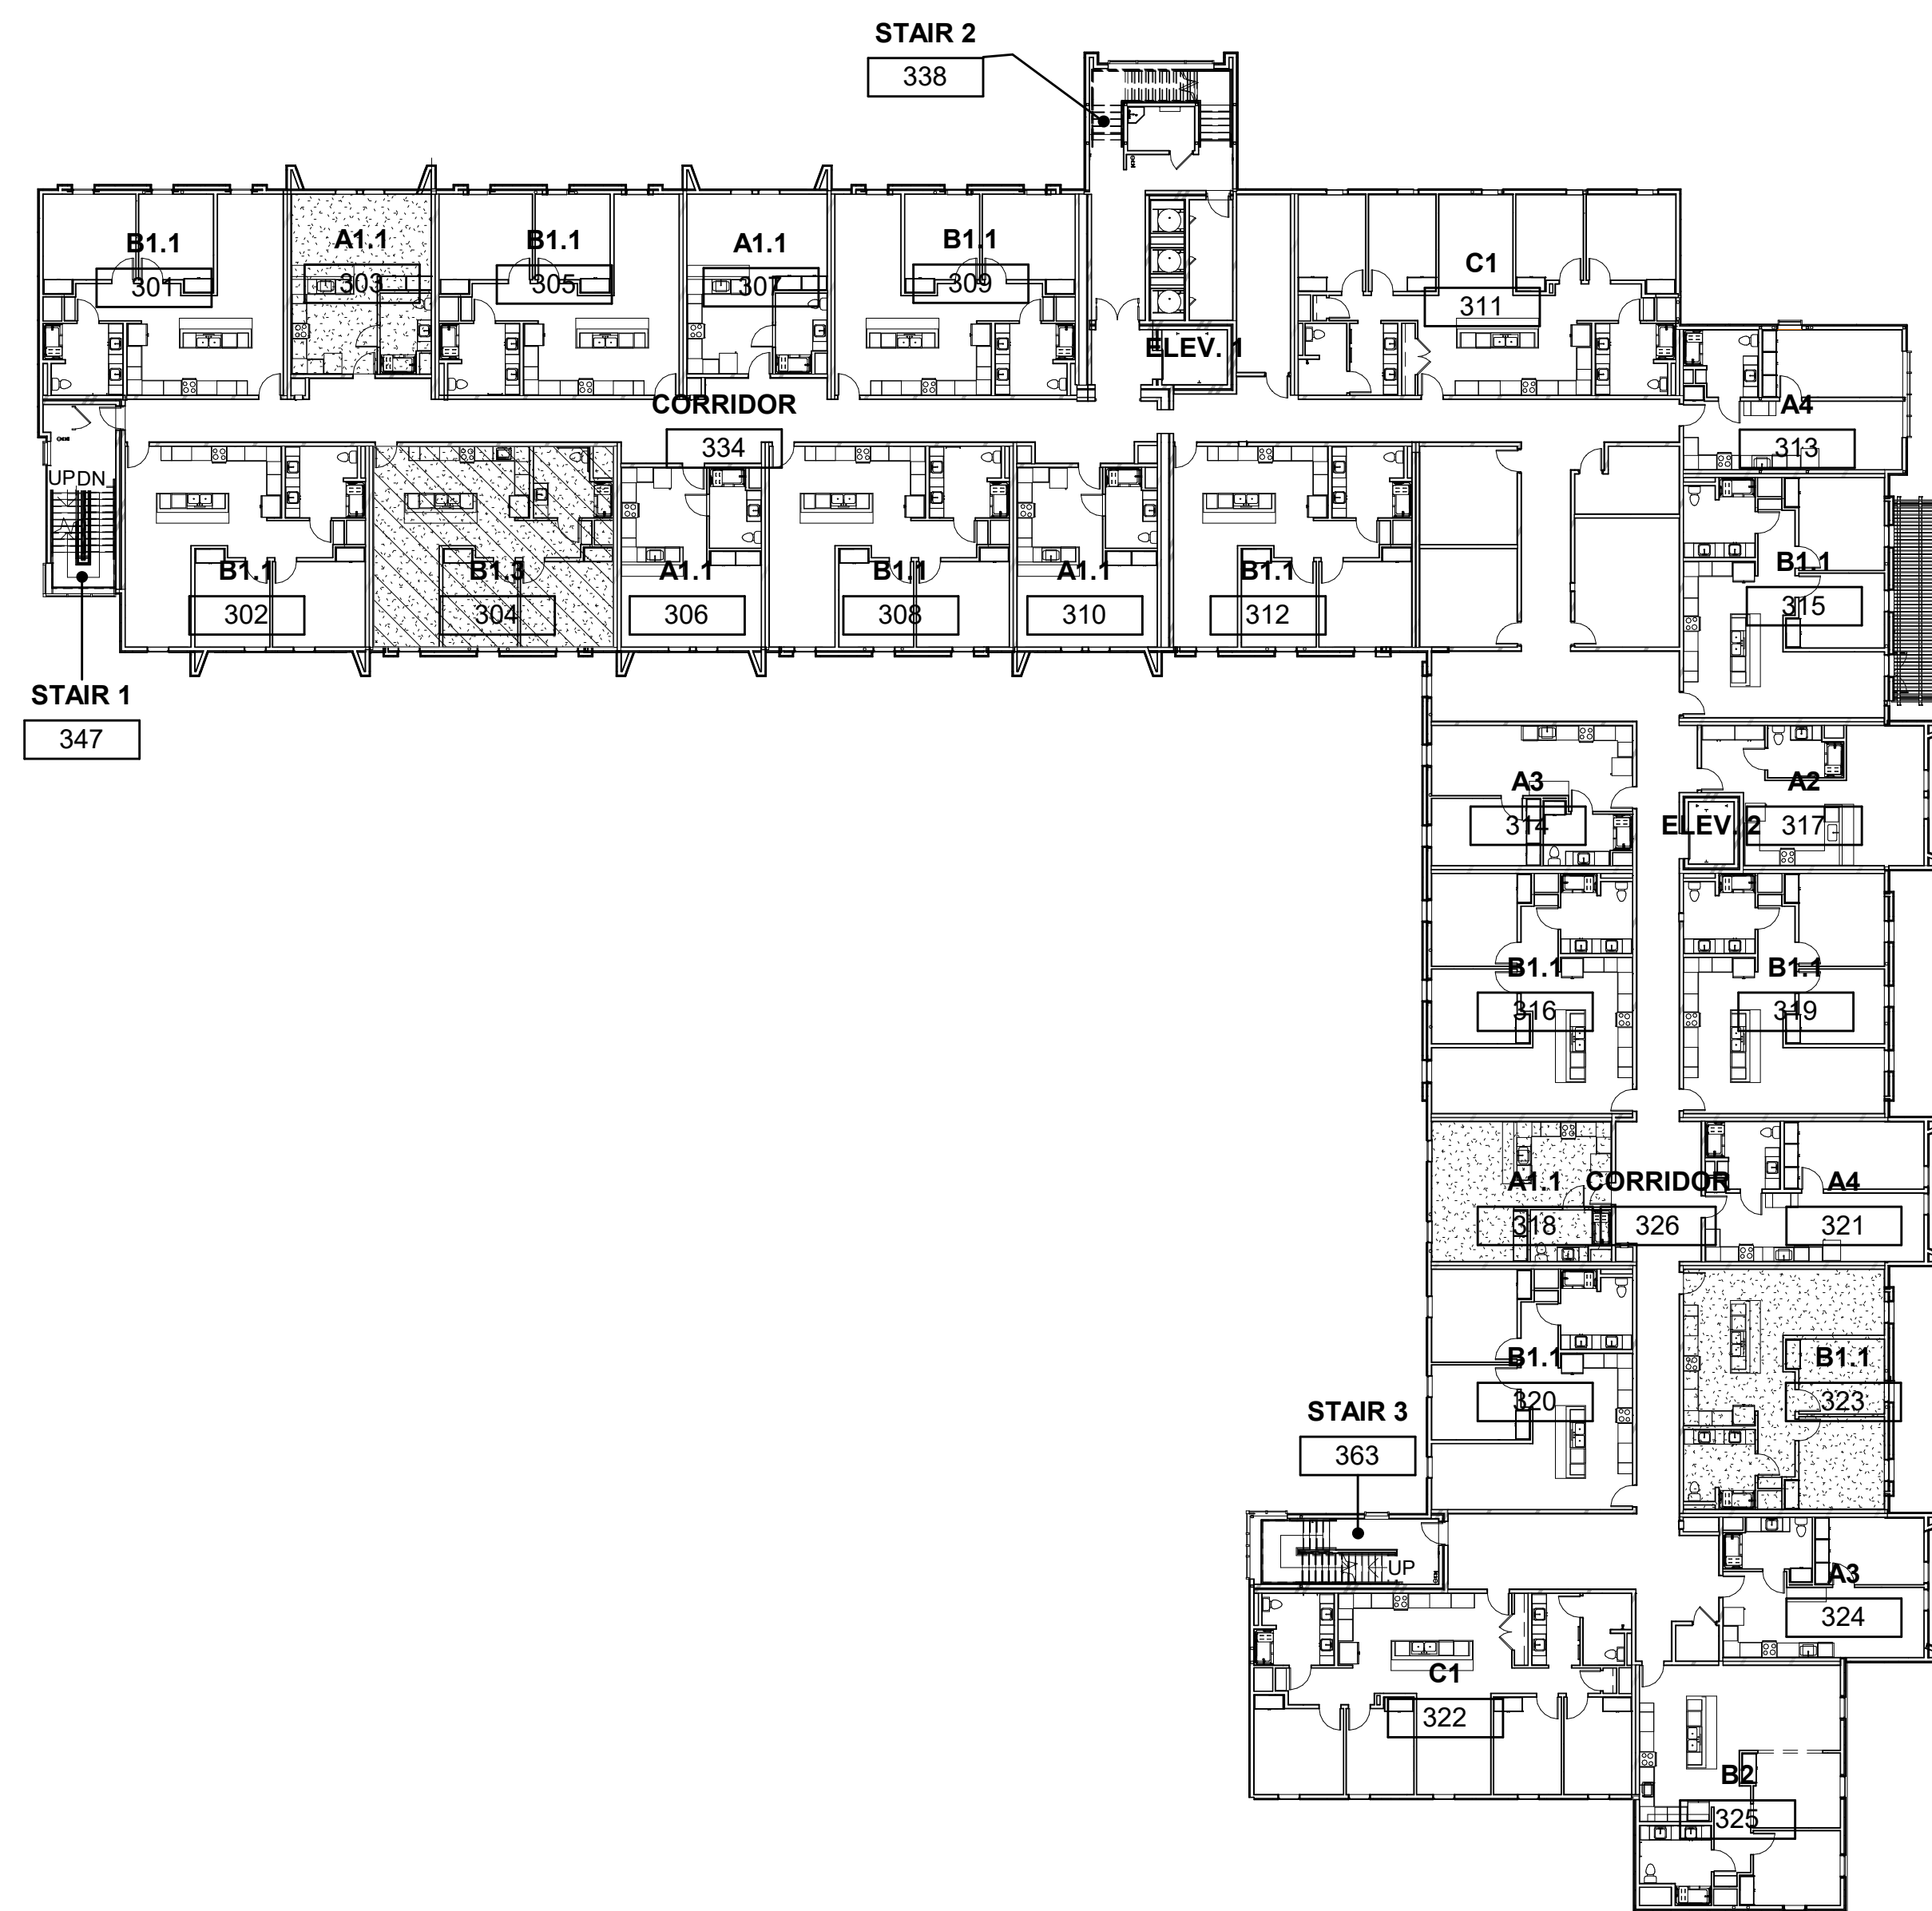 STAIR 2
338
B1.1
301
A1.1
303
B1.1
305
A1.1
307
B1.1
309
C1
311
ELEV. 1
CORRIDOR
334
A4
313
UP
DN
B1.1
302
B1.3
304
A1.1
306
B1.1
308
A1.1
310
B1.1
312
B1.1
315
STAIR 1
347
A3
314
A2
317
ELEV. 2
B1.1
316
B1.1
319
A1.1
318
CORRIDOR
326
A4
321
B1.1
320
B1.1
323
STAIR 3
363
UP
A3
324
C1
322
B2
325